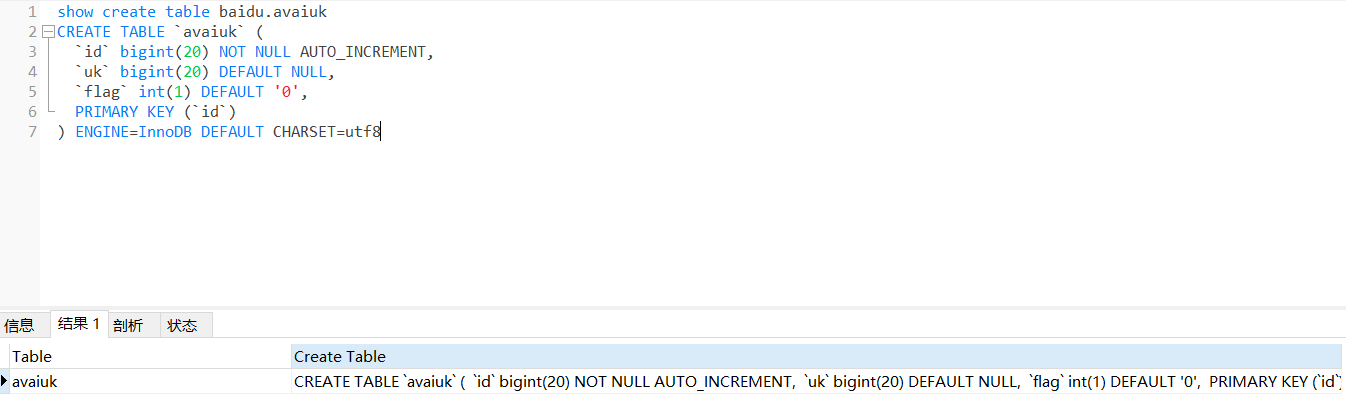 1 show create table baidu.avaiuk
2 CREATE TABLE `avaiuk` (
3 `id` bigint(20) NOT NULL AUTO_INCREMENT,
4 `uk` bigint(20) DEFAULT NULL,
5 `flag` int(1) DEFAULT '0',
6 PRIMARY KEY (`id`)
7 ) ENGINE=InnoDB DEFAULT CHARSET=utf8
信息 结果 1 剖析 状态
Table Create Table
avaiuk CREATE TABLE `avaiuk` ( `id` bigint(20) NOT NULL AUTO_INCREMENT, `uk` bigint(20) DEFAULT NULL, `flag` int(1) DEFAULT '0', PRIMARY KEY (`id`)